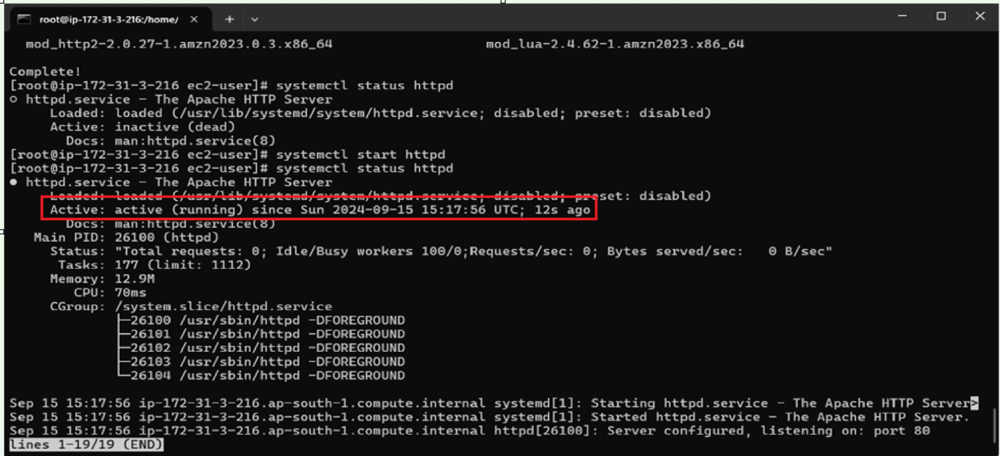 root@ip-172-31-3-216:/home/
mod_http2-2.0.27-1.amzn2023.0.3.x86_64 mod_lua-2.4.62-1.amzn2023.x86_64
Complete!
[root@ip-172-31-3-216 ec2-user]# systemctl status httpd
○ httpd.service - The Apache HTTP Server
Loaded: loaded (/usr/lib/systemd/system/httpd.service; disabled; preset: disabled)
Active: inactive (dead)
Docs: man:httpd.service(8)
[root@ip-172-31-3-216 ec2-user]# systemctl start httpd
[root@ip-172-31-3-216 ec2-user]# systemctl status httpd
● httpd.service - The Apache HTTP Server
Loaded: loaded (/usr/lib/systemd/system/httpd.service; disabled; preset: disabled)
Active: active (running) since Sun 2024-09-15 15:17:56 UTC; 12s ago
Docs: man:httpd.service(8)
Main PID: 26100 (httpd)
Status: "Total requests: 0; Idle/Busy workers 100/0;Requests/sec: 0; Bytes served/sec:   0 B/sec"
Tasks: 177 (limit: 1112)
Memory: 12.9M
CPU: 70ms
CGroup: /system.slice/httpd.service
├─26100 /usr/sbin/httpd -DFOREGROUND
├─26101 /usr/sbin/httpd -DFOREGROUND
├─26102 /usr/sbin/httpd -DFOREGROUND
├─26103 /usr/sbin/httpd -DFOREGROUND
└─26104 /usr/sbin/httpd -DFOREGROUND
Sep 15 15:17:56 ip-172-31-3-216.ap-south-1.compute.internal systemd[1]: Starting httpd.service - The Apache HTTP Server>
Sep 15 15:17:56 ip-172-31-3-216.ap-south-1.compute.internal systemd[1]: Started httpd.service - The Apache HTTP Server.
Sep 15 15:17:56 ip-172-31-3-216.ap-south-1.compute.internal httpd[26100]: Server configured, listening on: port 80
lines 1-19/19 (END)